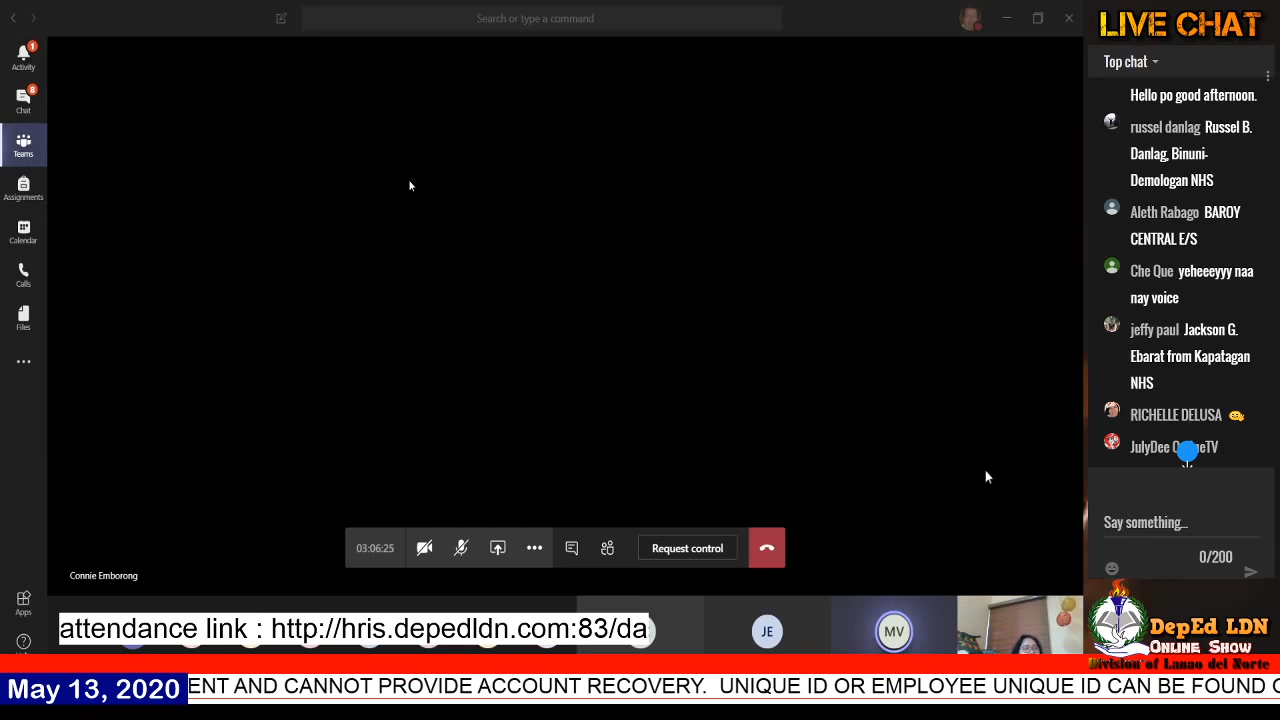 Search or type a command
LIVE CHAT
Top chat
Hello po good afternoon.
russel danlag Russel B.
Danlag, Binuni-
Demologan NHS
Aleth Rabago BAROY
CENTRAL E/S
Che Que yeheeeyyy naa
nay voice
jeffy paul Jackson G.
Ebarat from Kapatagan
NHS
RICHELLE DELUSA
JulyDee
Say something...
0/200
1
Activity
8
Chat
Teams
Assignments
Calendar
Calls
Files
Apps
03:06:25
Request control
Connie Emborong
JE
MV
attendance link : http://hris.depedldn.com:83/da
DepEd LDN
Online Show
Division of Lanao del Norte
May 13, 2020
ENT AND CANNOT PROVIDE ACCOUNT RECOVERY. UNIQUE ID OR EMPLOYEE UNIQUE ID CAN BE FOUND